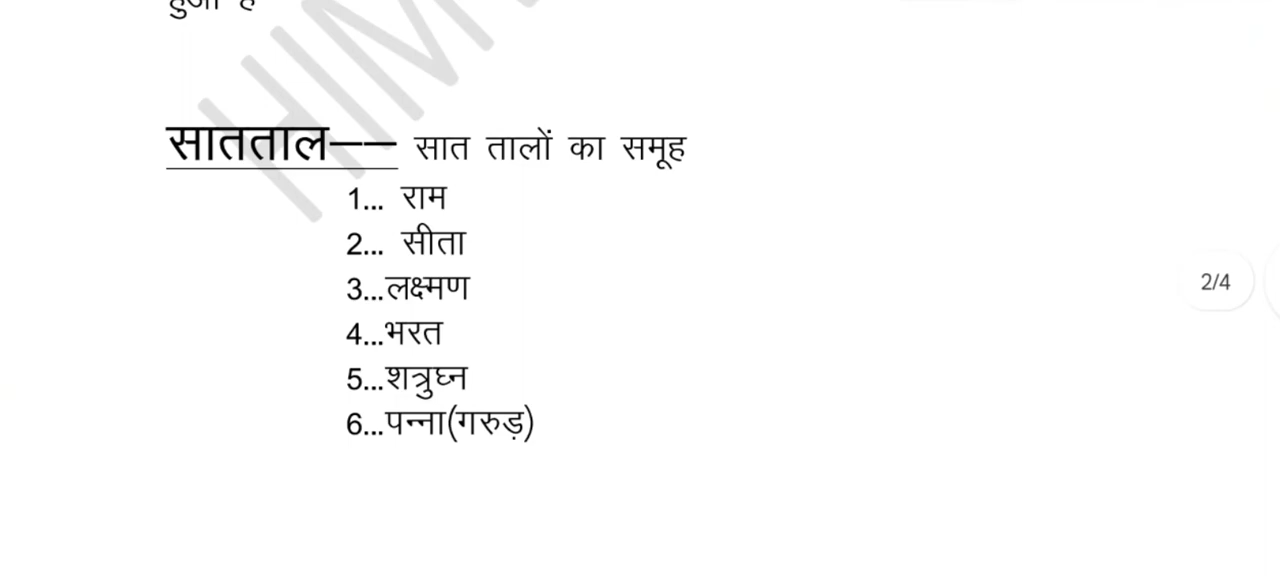 सातताल–– सात तालों का समूह
1... राम
2... सीता
3...लक्ष्मण
4...भरत
5...शत्रुघ्न
6...पन्ना(गरुड़)
2/4